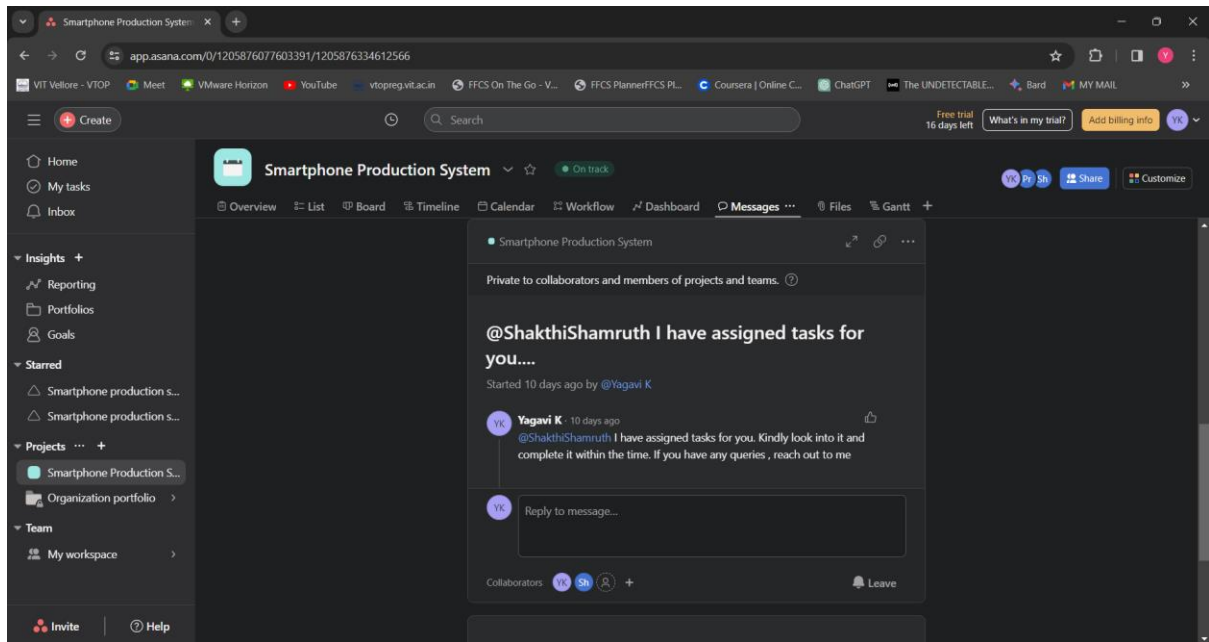 Smartphone Production System
app.asana.com/0/1205876077603391/1205876334612566
Y
VIT Vellore - VTOP
Meet
VMware Horizon
YouTube
vtopreg.vit.ac.in
FFCS On The Go - V...
FFCS PlannerFFCS Pl...
Coursera | Online C...
ChatGPT
The UNDETECTABLE...
Bard
MY MAIL
»
Create
Search
Free trial
16 days left
What's in my trial?
Add billing info
YK
Home
My tasks
Inbox
Insights +
Reporting
Portfolios
Goals
Starred
Smartphone production s...
Smartphone production s...
Projects ... +
Smartphone Production S...
Organization portfolio
Team
My workspace
Invite
Help
Smartphone Production System
On track
YK Pr Sh
Share
Customize
Overview
List
Board
Timeline
Calendar
Workflow
Dashboard
Messages ...
Files
Gantt +
Smartphone Production System
Private to collaborators and members of projects and teams. ?
@ShakthiShamruth I have assigned tasks for
you....
Started 10 days ago by @Yagavi K
YK
Yagavi K · 10 days ago
@ShakthiShamruth I have assigned tasks for you. Kindly look into it and
complete it within the time. If you have any queries , reach out to me
YK
Reply to message...
Collaborators YK Sh +
Leave